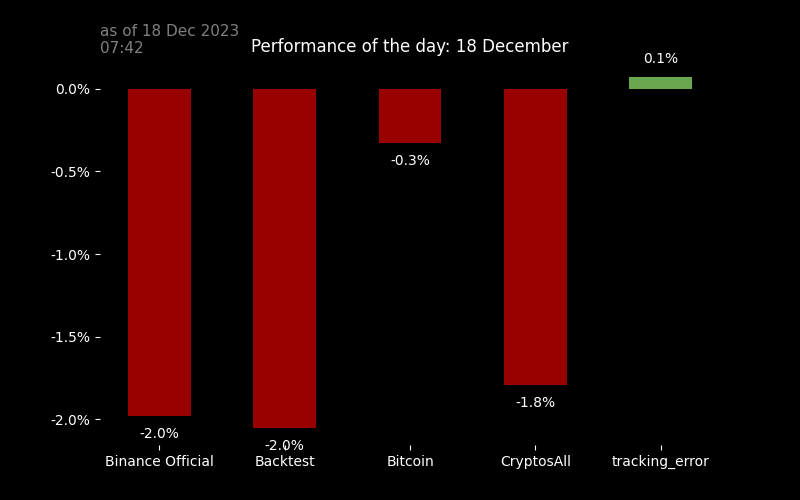 as of 18 Dec 2023
07:42
Performance of the day: 18 December
0.1%
0.0%
-0.5%
-1.0%
-1.5%
-2.0%
-0.3%
-1.8%
-2.0%
-2.0%
Binance Official
Backtest
Bitcoin
CryptosAll
tracking_error